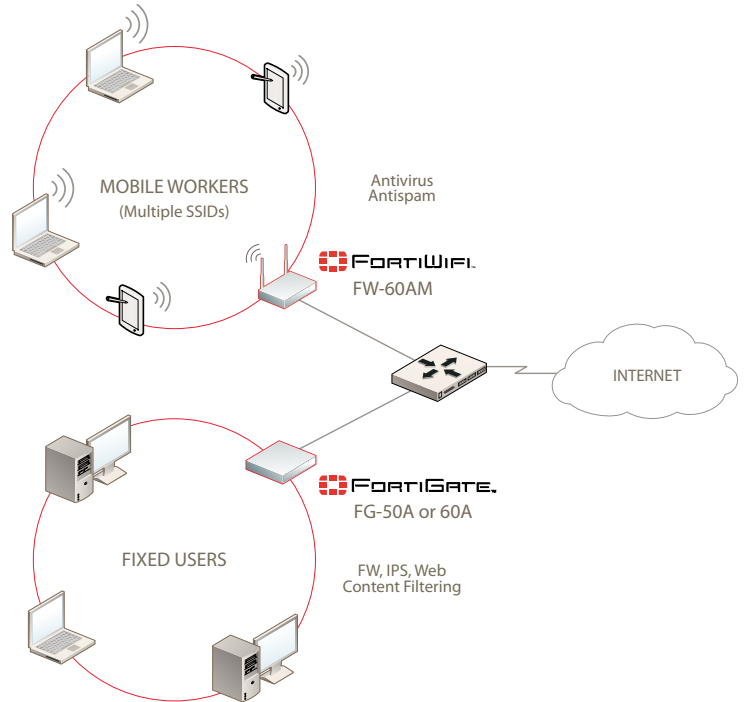 MOBILE WORKERS
(Multiple SSIDs)
Antivirus
Antispam
FORTIWIFI
FW-60AM
INTERNET
FORTIGATE
FG-50A or 60A
FIXED USERS
FW, IPS, Web
Content Filtering